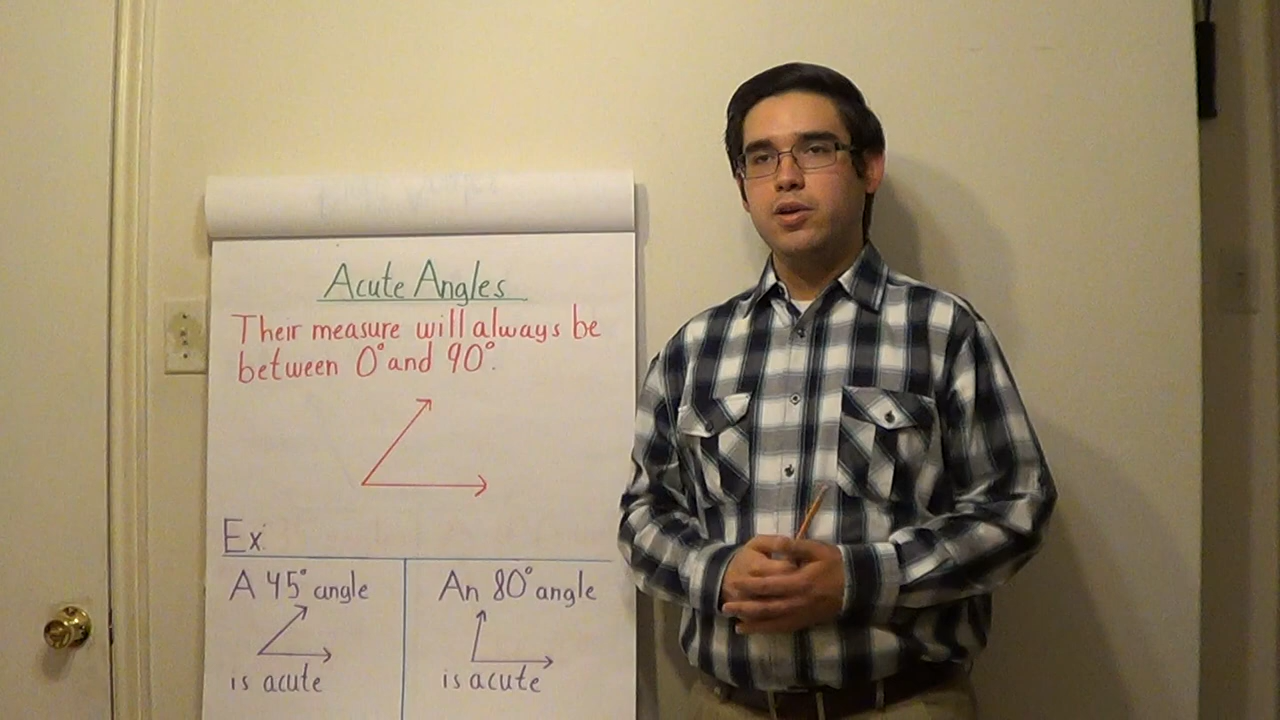 Acute Angles
Their measure will always be
between 0° and 90°.
Ex:
A 45° angle
is acute
An 80° angle
is acute